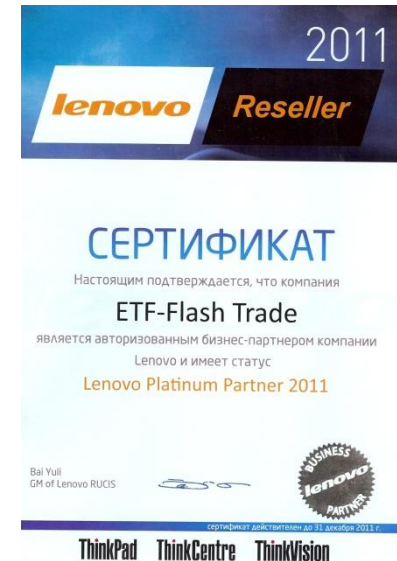 2011
lenovo Reseller
СЕРТИФИКАТ
Настоящим подтверждается, что компания
ETF-Flash Trade
является авторизованным бизнес-партнером компании
Lenovo и имеет статус
Lenovo Platinum Partner 2011
Bai Yuli
GM of Lenovo RUCIS
BUSINESS
lenovo
PARTNER
сертификат действителен до 31 декабря 2011 г.
ThinkPad ThinkCentre ThinkVision